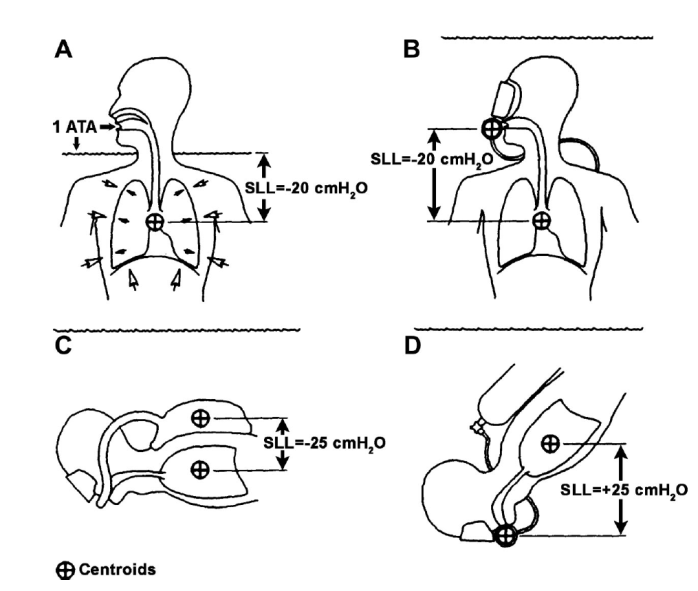 A
B
1 ATA
SLL=-20 cmH₂O
SLL=-20 cmH₂O
C
D
SLL=-25 cmH₂O
SLL=+25 cmH₂O
Centroids